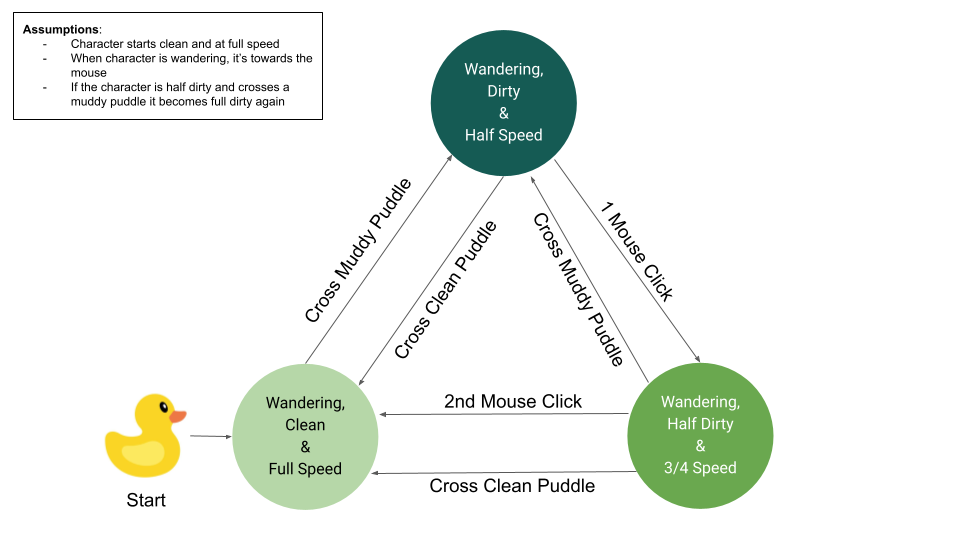 Assumptions:
- Character starts clean and at full speed
- When character is wandering, it's towards the
mouse
- If the character is half dirty and crosses a
muddy puddle it becomes full dirty again
Wandering,
Dirty
&
Half Speed
Cross Muddy Puddle
Cross Clean Puddle
Cross Muddy Puddle
1 Mouse Click
Wandering,
Clean
&
Full Speed
2nd Mouse Click
Cross Clean Puddle
Wandering,
Half Dirty
&
3/4 Speed
Start